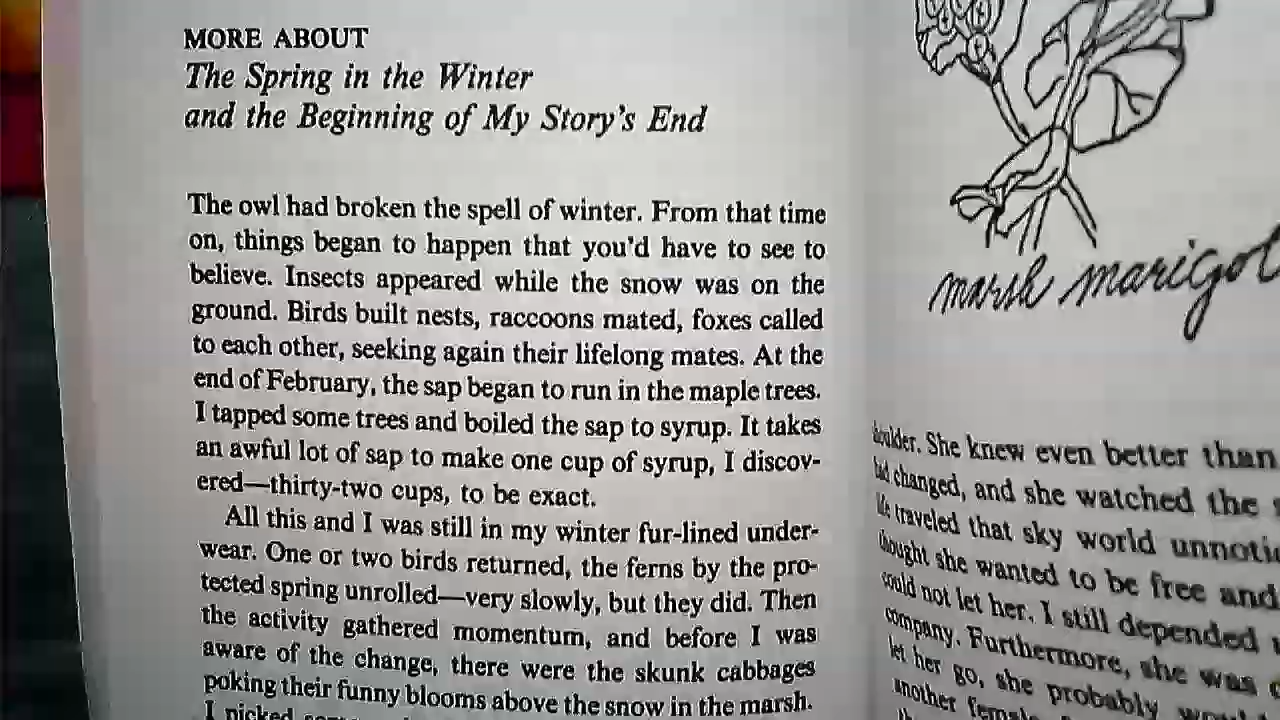 MORE ABOUT
The Spring in the Winter
and the Beginning of My Story's End
The owl had broken the spell of winter. From that time
on, things began to happen that you'd have to see to
believe. Insects appeared while the snow was on the
ground. Birds built nests, raccoons mated, foxes called
to each other, seeking again their lifelong mates. At the
end of February, the sap began to run in the maple trees.
I tapped some trees and boiled the sap to syrup. It takes
an awful lot of sap to make one cup of syrup, I discov-
ered—thirty-two cups, to be exact.
All this and I was still in my winter fur-lined under-
wear. One or two birds returned, the ferns by the pro-
tected spring unrolled—very slowly, but they did. Then
the activity gathered momentum, and before I was
aware of the change, there were the skunk cabbages
poking their funny blooms above the snow in the marsh.
I picked
marsh
She knew even better than
changed, and she watched the
traveled that sky world
thought she wanted to be free and
could not let her. I still depended
company. Furthermore, she was
let her go, she probably
another